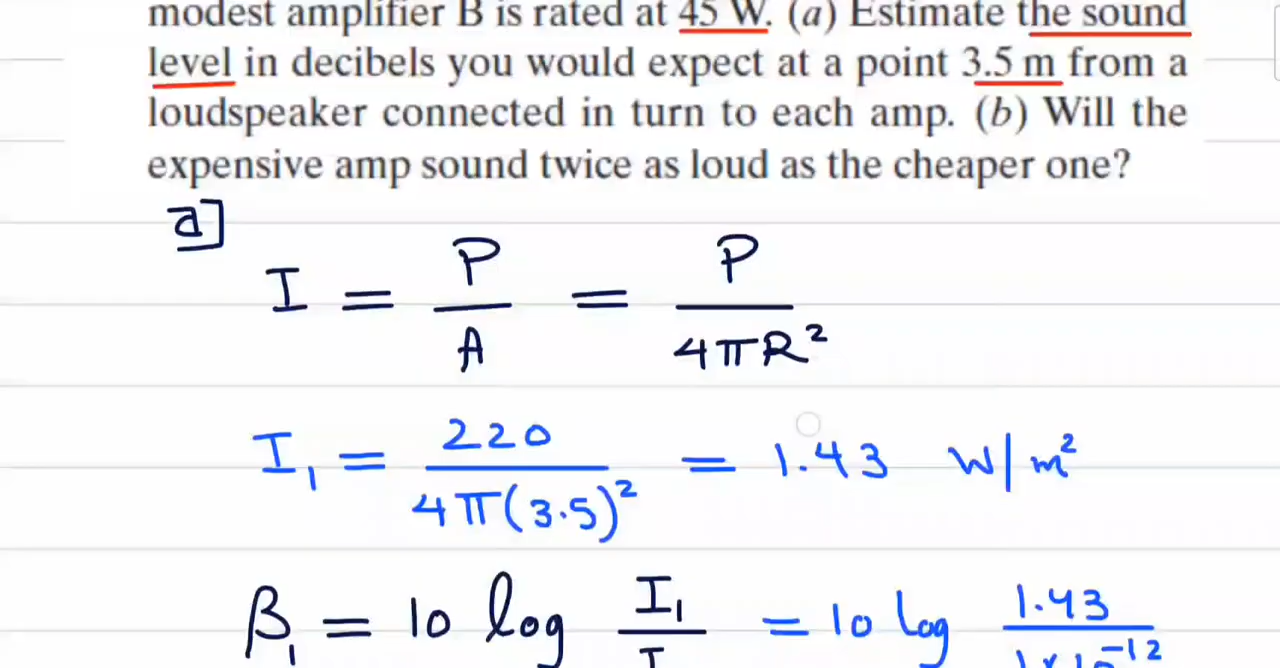 modest amplifier B is rated at 45 W. (a) Estimate the sound
level in decibels you would expect at a point 3.5 m from a
loudspeaker connected in turn to each amp. (b) Will the
expensive amp sound twice as loud as the cheaper one?
a]
I = P/A = P/4πR²
I₁ = 220/4π(3.5)² = 1.43 W/m²
β₁ = 10 log I₁/I = 10 log 1.43/1×10⁻¹²